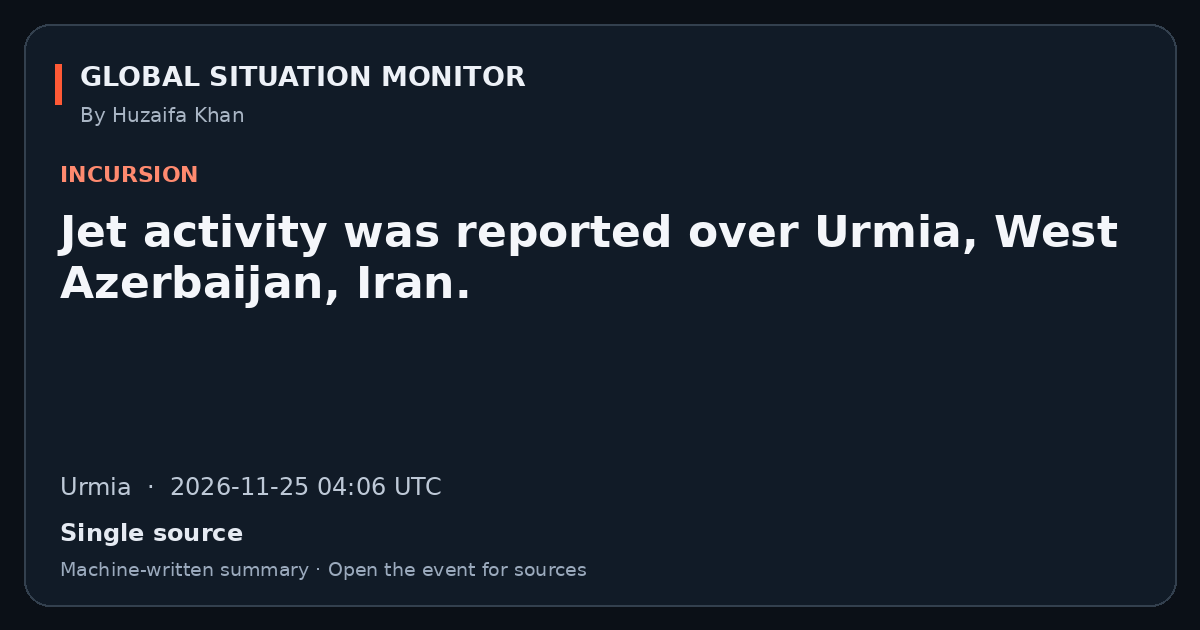 GLOBAL SITUATION MONITOR
By Huzaifa Khan
INCURSION
Jet activity was reported over Urmia, West
Azerbaijan, Iran.
Urmia · 2026-11-25 04:06 UTC
Single source
Machine-written summary · Open the event for sources